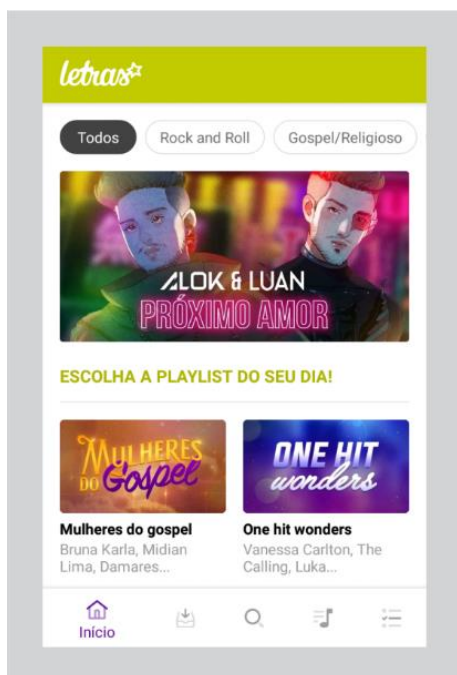 letras
Todos
Rock and Roll
Gospel/Religioso
ALOK & LUAN
PRÓXIMO AMOR
ESCOLHA A PLAYLIST DO SEU DIA!
MULHERES
DO Gospel
ONE HIT
wonders
Mulheres do gospel
Bruna Karla, Midian
Lima, Damares...
One hit wonders
Vanessa Carlton, The
Calling, Luka...
Início